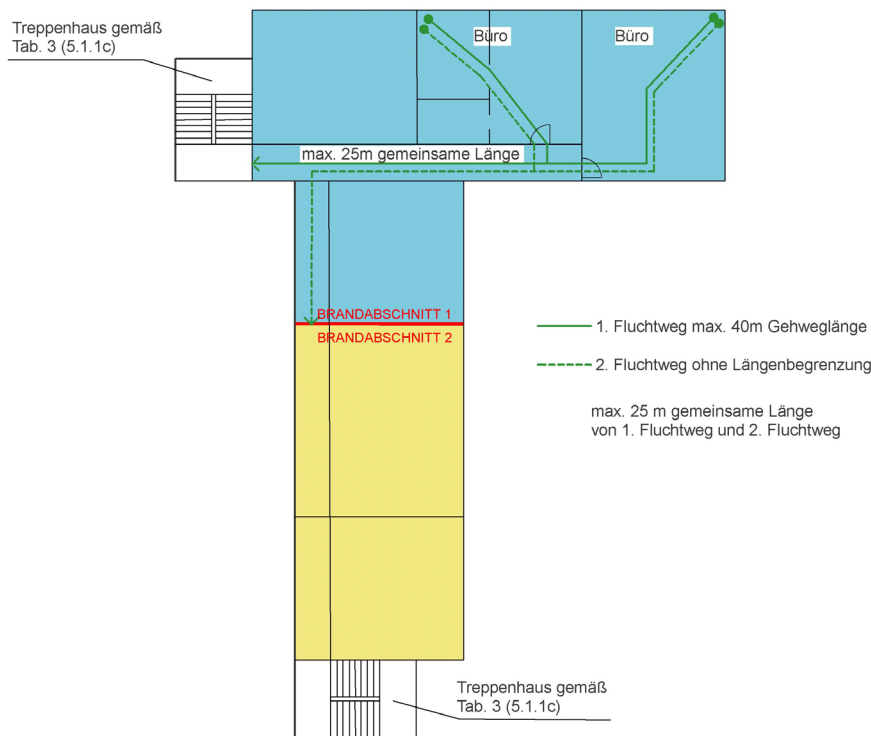 Treppenhaus gemäß
Tab. 3 (5.1.1c)
Büro
Büro
max. 25m gemeinsame Länge
BRANDABSCHNITT 1
BRANDABSCHNITT 2
1. Fluchtweg max. 40m Gehweglänge
2. Fluchtweg ohne Längenbegrenzung
max. 25 m gemeinsame Länge
von 1. Fluchtweg und 2. Fluchtweg
Treppenhaus gemäß
Tab. 3 (5.1.1c)